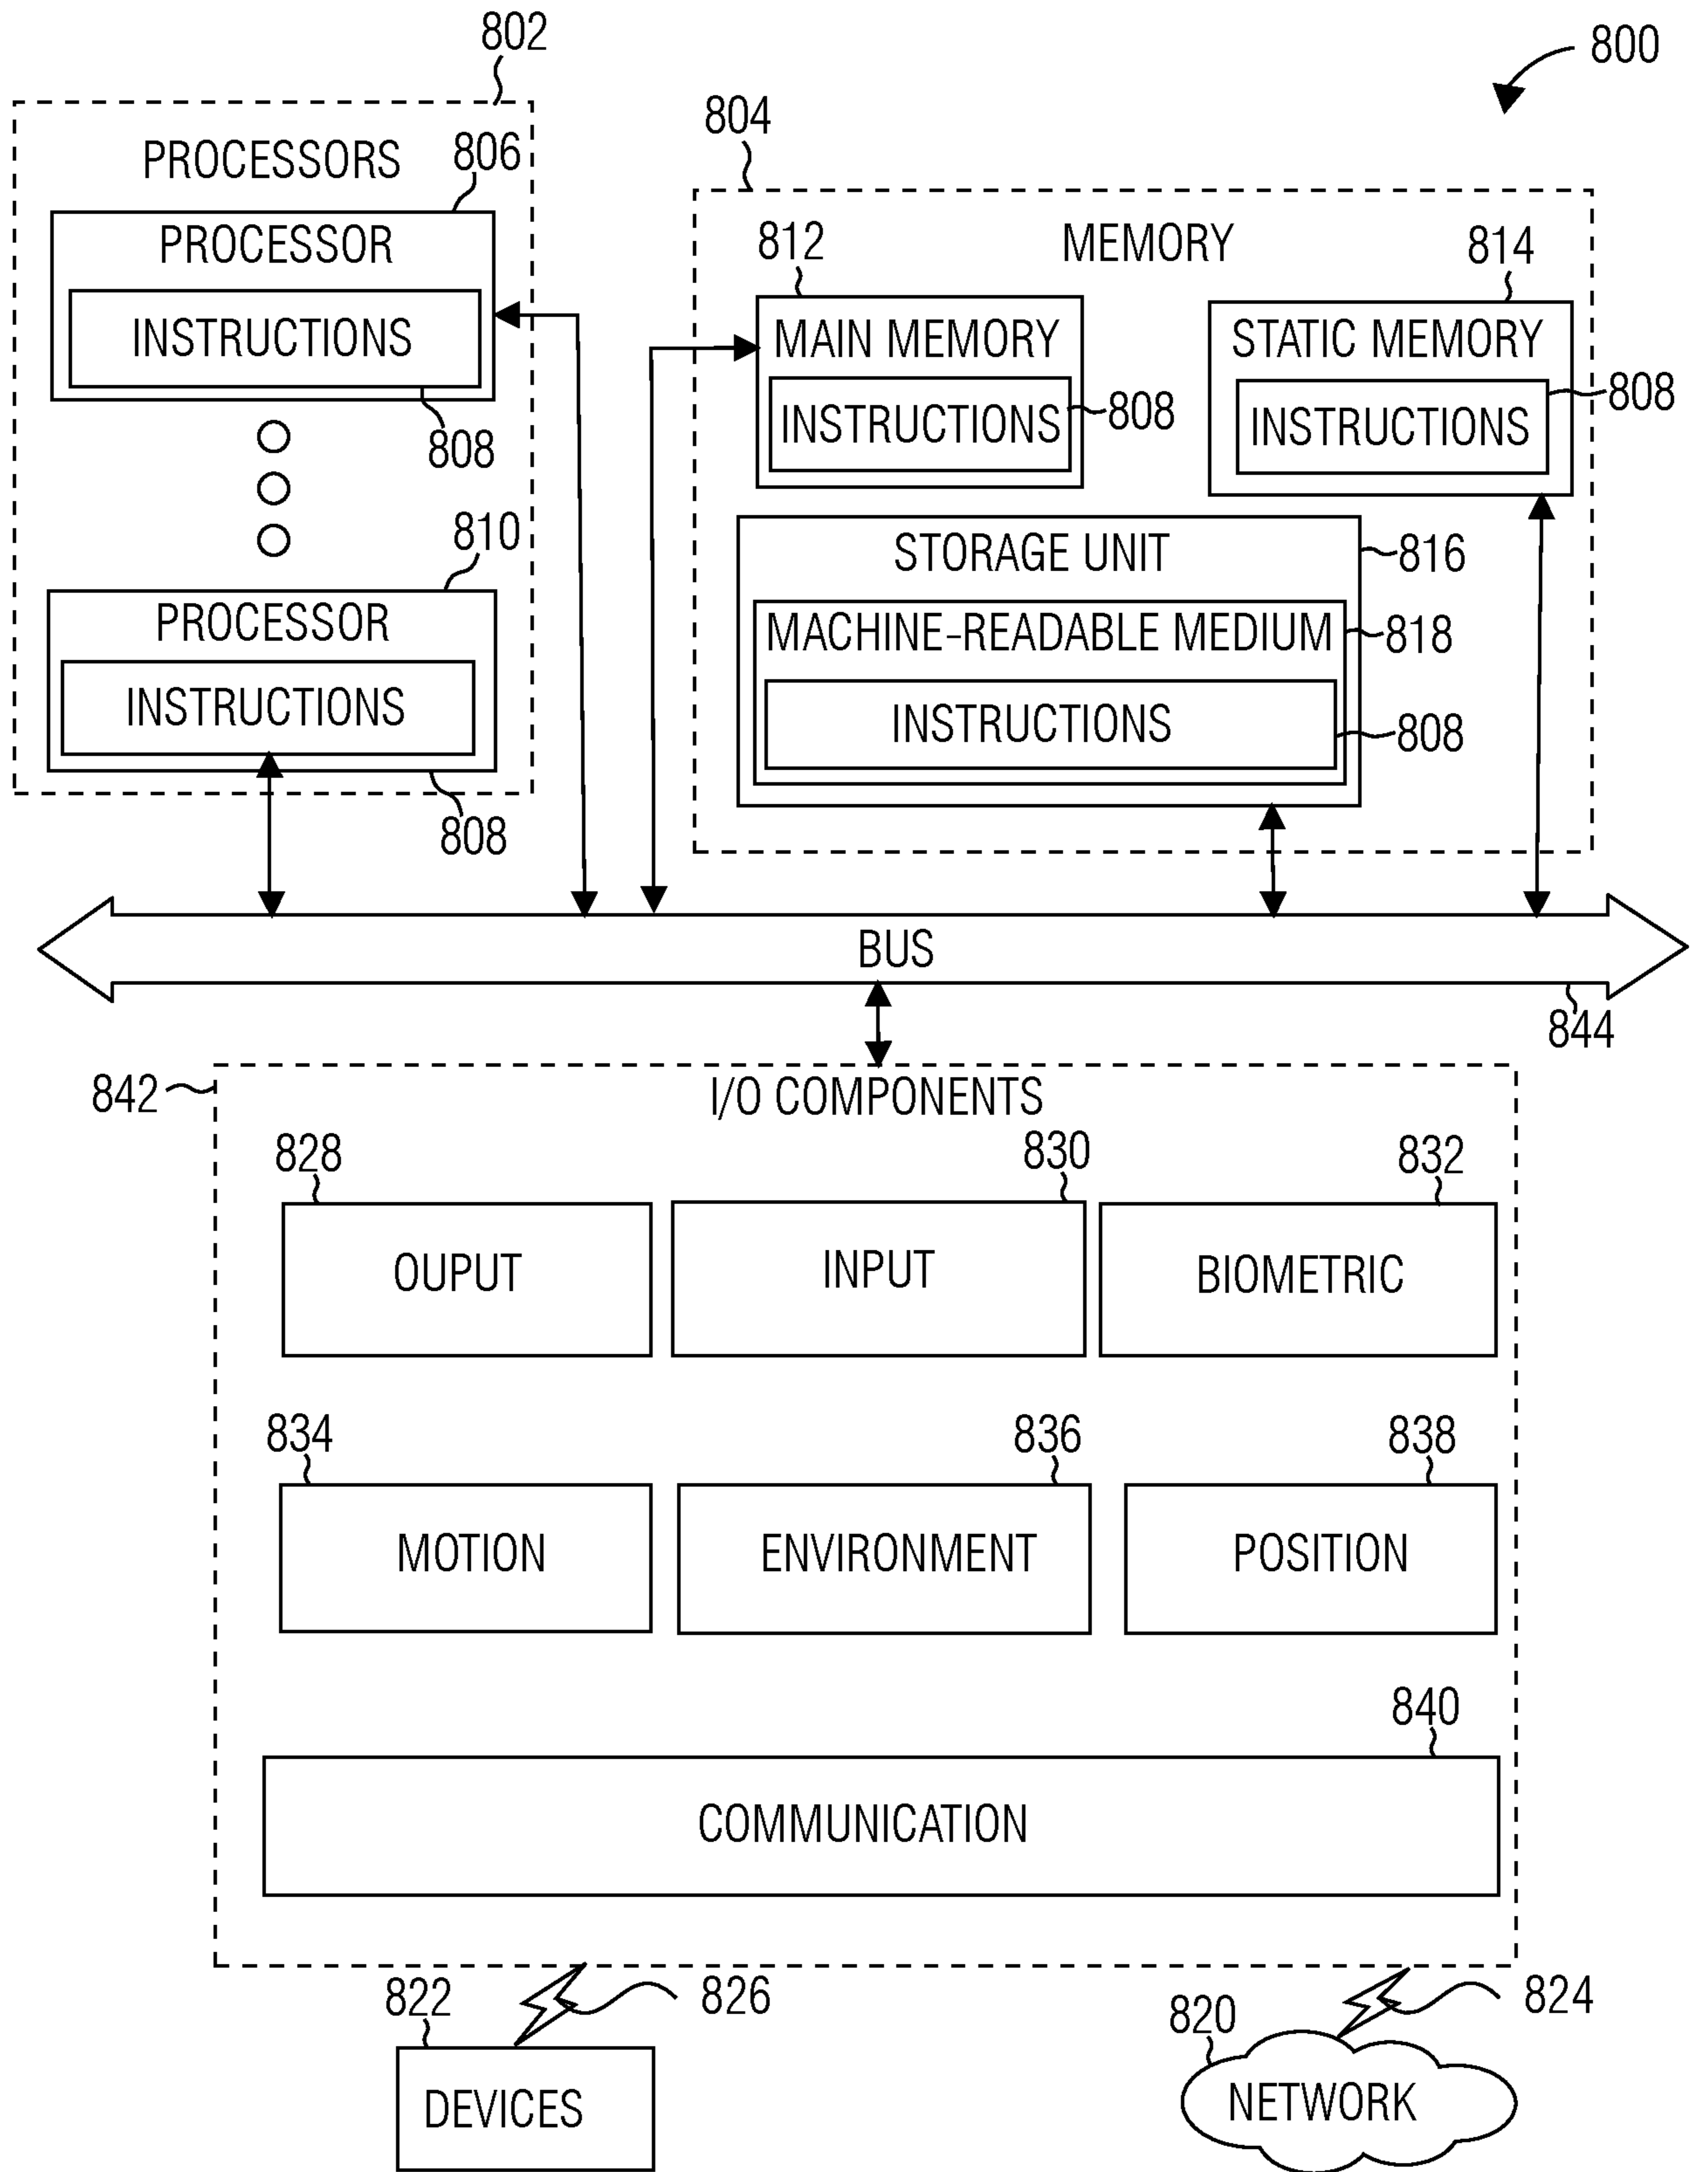 802
800
804
PROCESSORS
806
PROCESSOR
INSTRUCTIONS
808
810
PROCESSOR
INSTRUCTIONS
808
MEMORY
812
814
MAIN MEMORY
INSTRUCTIONS
808
STATIC MEMORY
INSTRUCTIONS
808
STORAGE UNIT
816
MACHINE-READABLE MEDIUM
818
INSTRUCTIONS
808
BUS
844
842
I/O COMPONENTS
828
830
832
OUPUT
INPUT
BIOMETRIC
834
836
838
MOTION
ENVIRONMENT
POSITION
840
COMMUNICATION
822
826
820
824
DEVICES
NETWORK